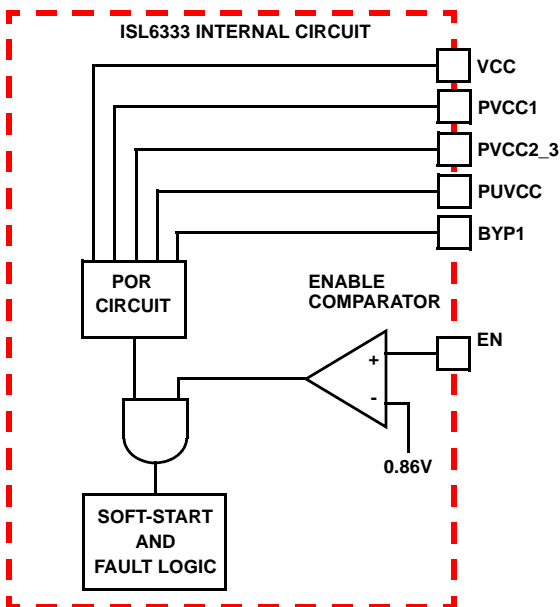 ISL6333 INTERNAL CIRCUIT
VCC
PVCC1
PVCC2_3
PUVCC
BYP1
POR
CIRCUIT
ENABLE
COMPARATOR
EN
+
-
0.86V
SOFT-START
AND
FAULT LOGIC